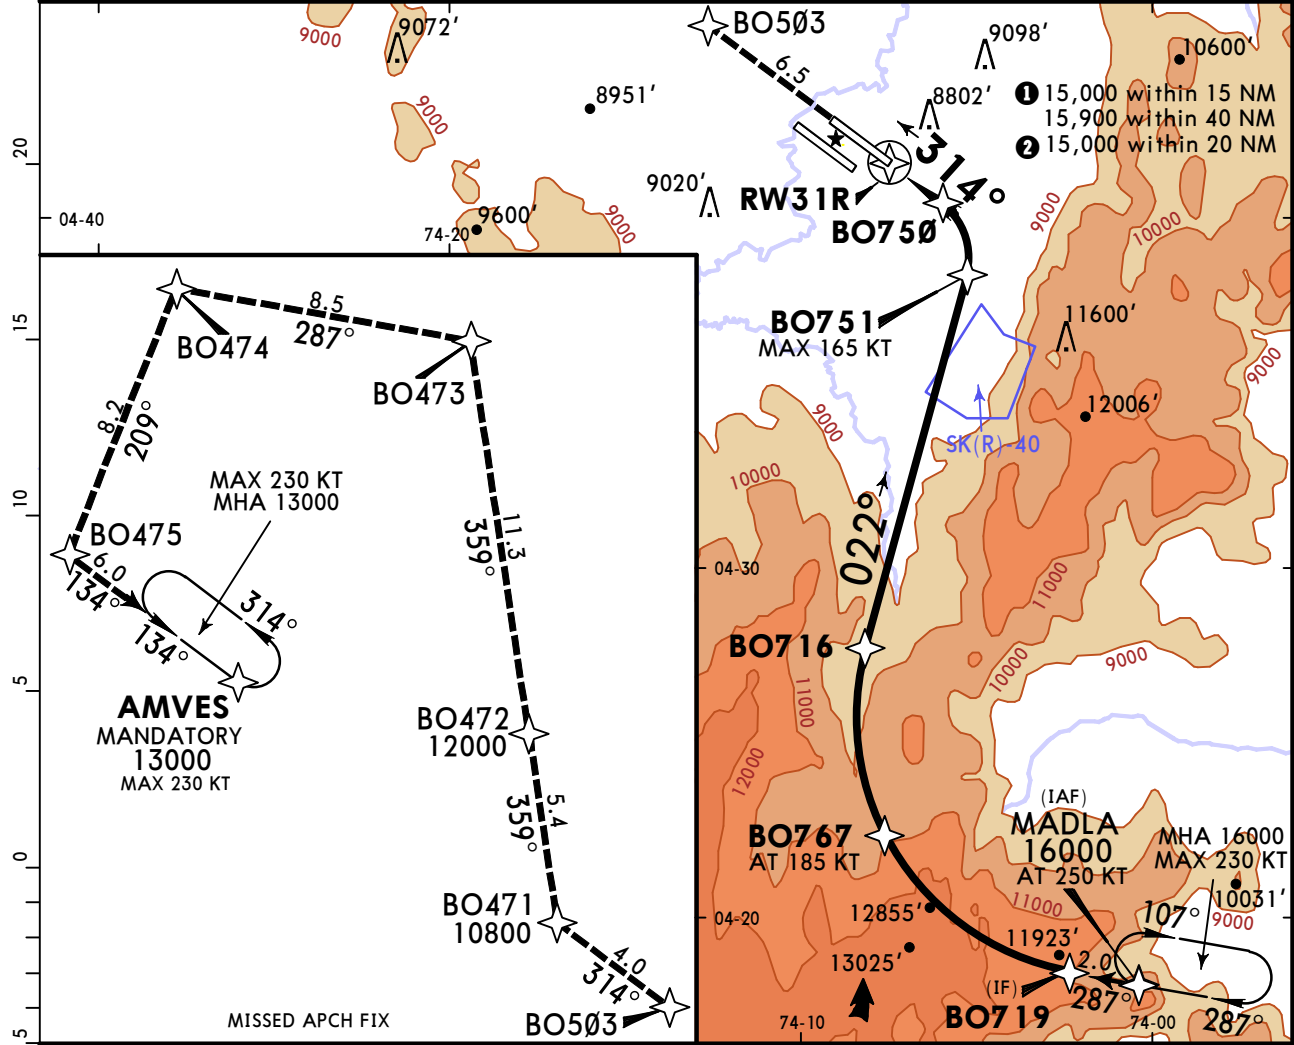 9000
9072'
BO5Ø3
6.5
9098'
10600'
❶ 15,000 within 15 NM
15,900 within 40 NM
❷ 15,000 within 20 NM
8951'
8802'
9000
20
314°
9020'
RW31R
BO75Ø
9000
10000
04-40
9600'
74-20
9000
8.5
287°
BO474
BO473
15
BO751
MAX 165 KT
11600'
9000
12006'
SK(R)-40
9000
10000
8.2
209°
MAX 230 KT
MHA 13000
10
BO475
6.0
134°
134°
314°
11.3
359°
022°
04-30
11000
BO716
10000
9000
11000
12000
5
AMVES
MANDATORY
13000
MAX 230 KT
BO472
12000
5.4
359°
0
BO471
10800
4.0
314°
BO5Ø3
MISSED APCH FIX
5
BO767
AT 185 KT
(IAF)
MADLA
16000
AT 250 KT
MHA 16000
MAX 230 KT
10031'
9000
107°
11000
12855'
04-20
11923'
13025'
2.0
(IF)
287°
BO719
287°
74-10
74-00